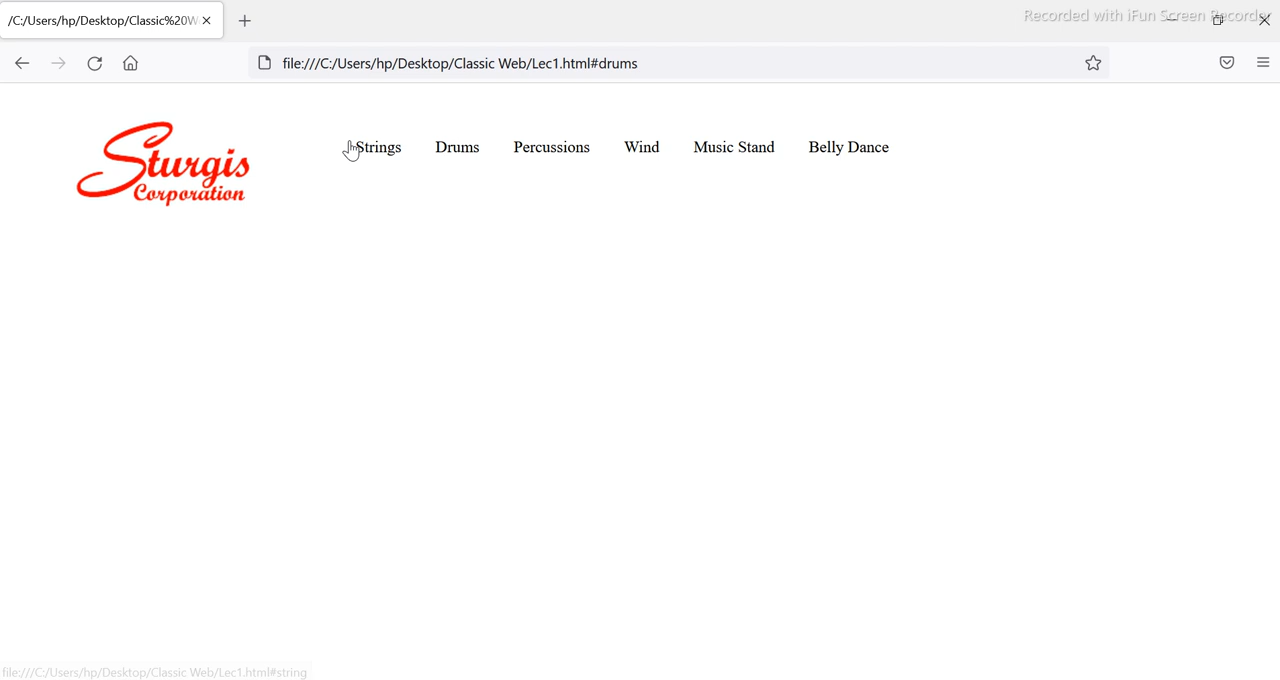 /C:/Users/hp/Desktop/Classic%20W
Recorded with iFun Screen Recorder
file:///C:/Users/hp/Desktop/Classic Web/Lec1.html#drums
Sturgis
Corporation
Strings Drums Percussions Wind Music Stand Belly Dance
file:///C:/Users/hp/Desktop/Classic Web/Lec1.html#string